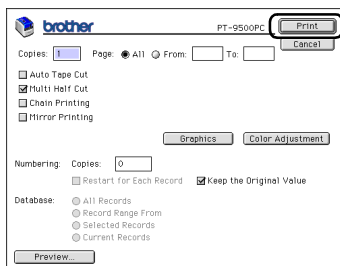 brother PT-9500PC Print
Cancel
Copies: 1 Page: All From: To:
Auto Tape Cut
Multi Half Cut
Chain Printing
Mirror Printing
Graphics Color Adjustment
Numbering: Copies: 0
Restart for Each Record Keep the Original Value
Database: All Records
Record Range From
Selected Records
Current Records
Preview...